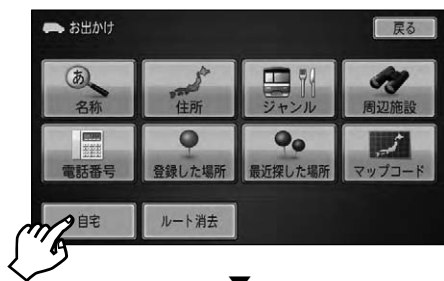 お出かけ
戻る
あ
名称
住所
ジャンル
周辺施設
電話番号
登録した場所
最近探した場所
マップコード
自宅
ルート消去